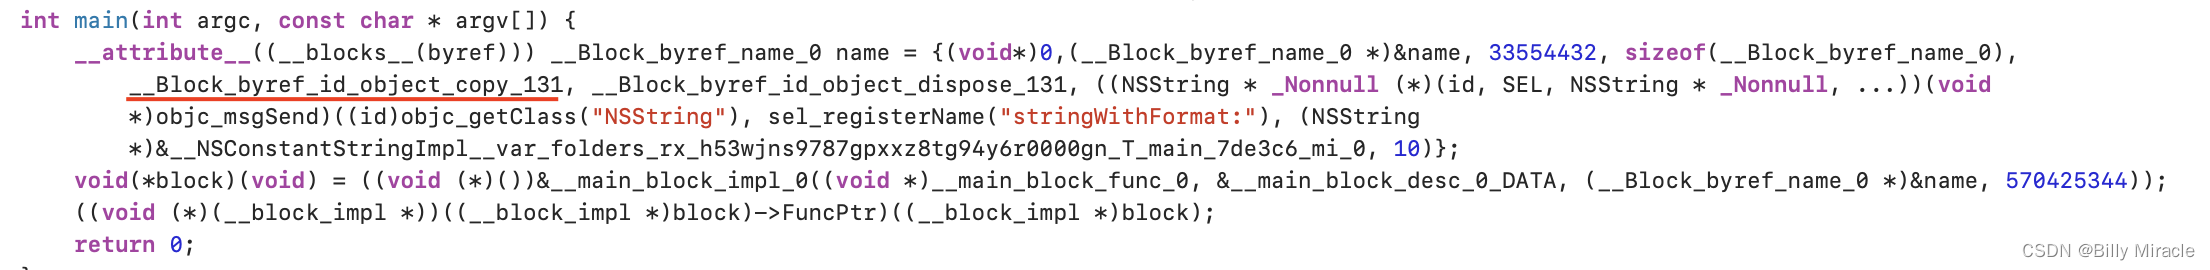 int main(int argc, const char * argv[]) {
__attribute__((__blocks__(byref))) __Block_byref_name_0 name = {(void*)0,(__Block_byref_name_0 *)&name, 33554432, sizeof(__Block_byref_name_0),
__Block_byref_id_object_copy_131, __Block_byref_id_object_dispose_131, ((NSString * _Nonnull (*)(id, SEL, NSString * _Nonnull, ...))(void
*)objc_msgSend)((id)objc_getClass("NSString"), sel_registerName("stringWithFormat:"), (NSString
*)&__NSConstantStringImpl__var_folders_rx_h53wjns9787gpxxz8tg94y6r0000gn_T_main_7de3c6_mi_0, 10)};
void(*block)(void) = ((void (*)())&__main_block_impl_0((void *)__main_block_func_0, &__main_block_desc_0_DATA, (__Block_byref_name_0 *)&name, 570425344));
((void (*)(__block_impl *))((__block_impl *)block)->FuncPtr)((__block_impl *)block);
return 0;
CSDN @Billy Miracle